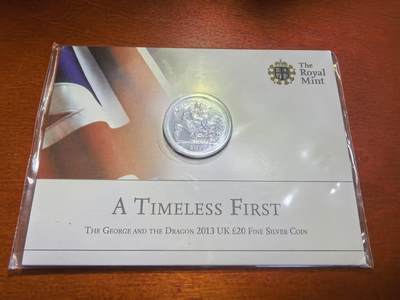 The
Royal
Mint
A TIMELESS FIRST
THE GEORGE AND THE DRAGON 2013 UK £20 FINE SILVER COIN